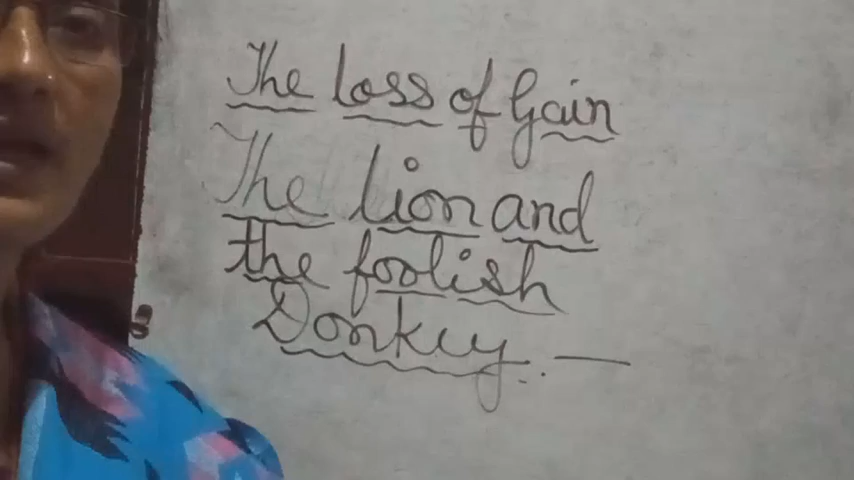 The loss of Gain
The lion and
the foolish
Donkey..—